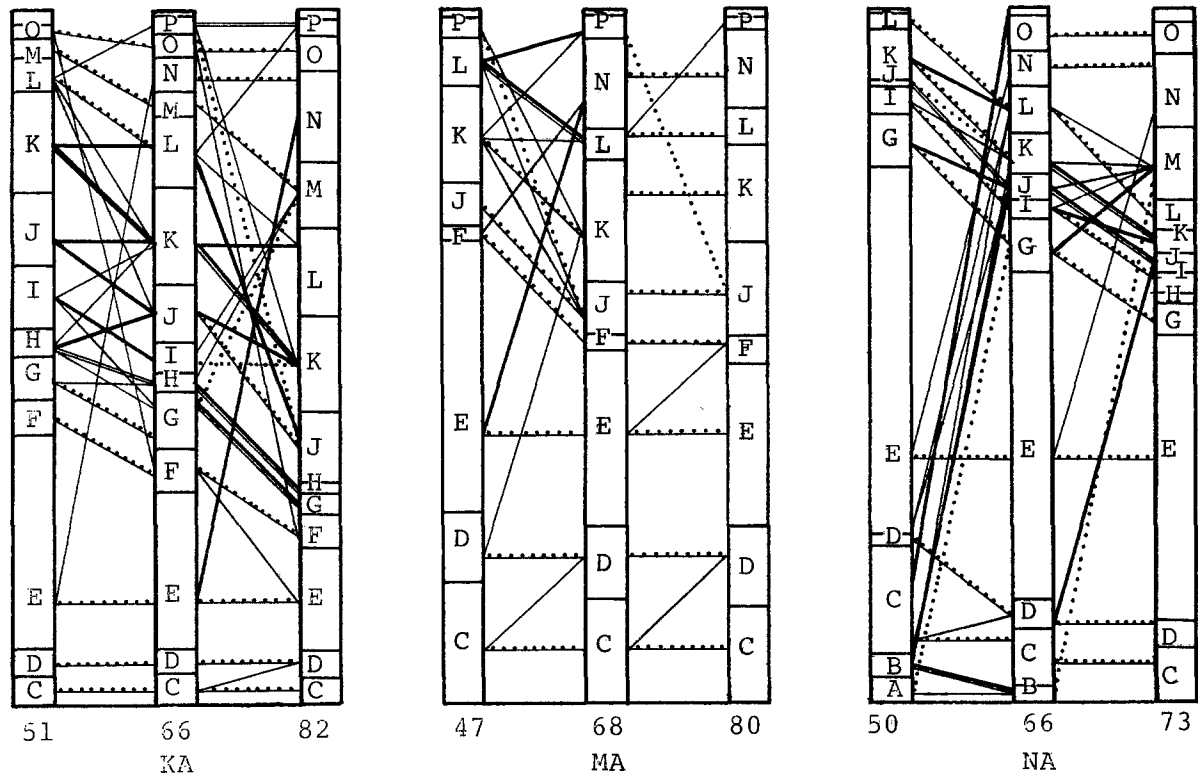 O M L K J I H G F E D C
P O N M L K J I H G F E D C
P O N M L K J H G F E D C
51 66 82
KA
P L K J F E D C
P N L K J F E D C
P N L K J F E D C
47 68 80
MA
L K J I G E D C B A
O N L K J I G E D C B
O N M L K J I H G E D C
50 66 73
NA